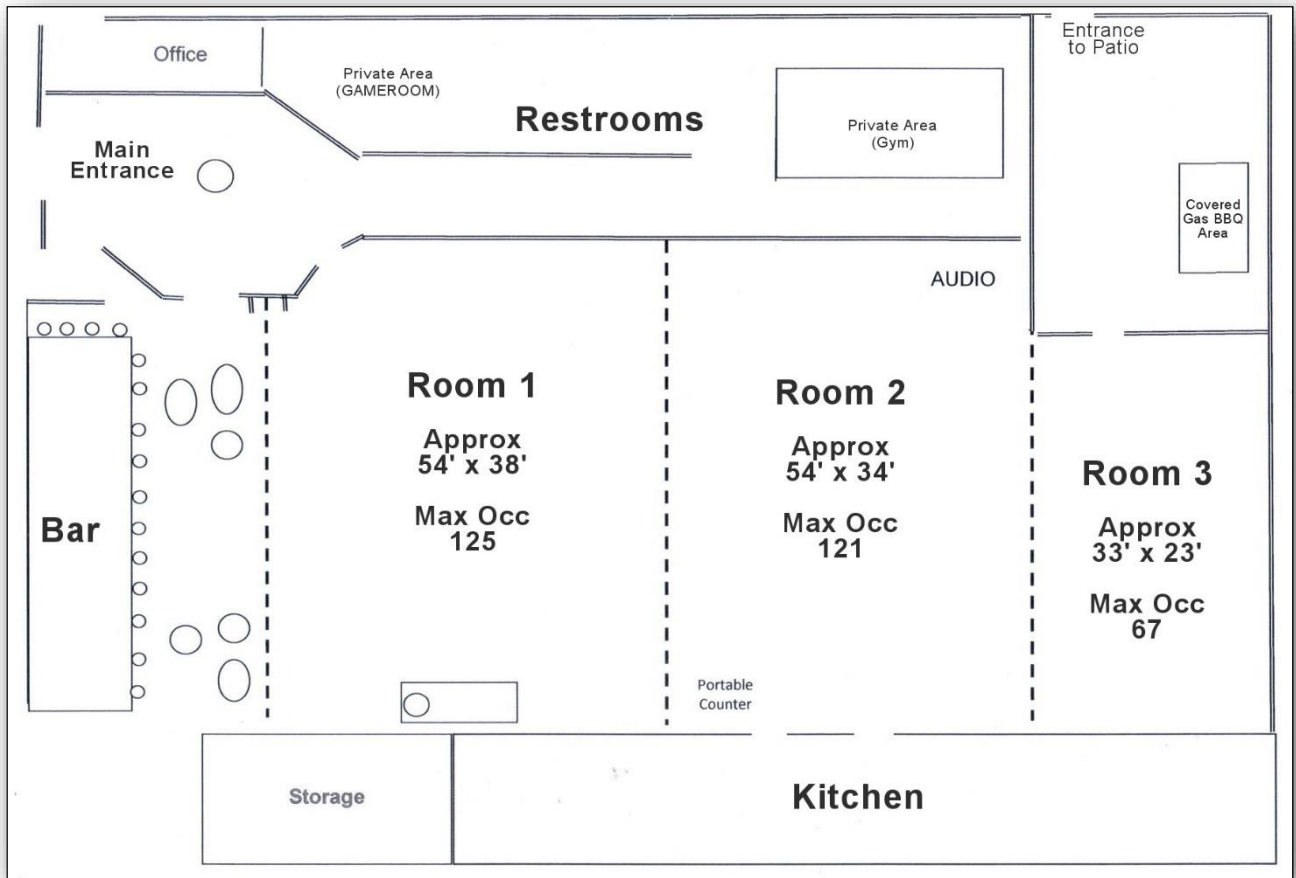 Office
Private Area
(GAMEROOM)
Restrooms
Private Area
(Gym)
Entrance
to Patio
Main
Entrance
Covered
Gas BBQ
Area
AUDIO
Bar
Room 1
Approx
54' x 38'
Max Occ
125
Room 2
Approx
54' x 34'
Max Occ
121
Room 3
Approx
33' x 23'
Max Occ
67
Portable
Counter
Storage
Kitchen